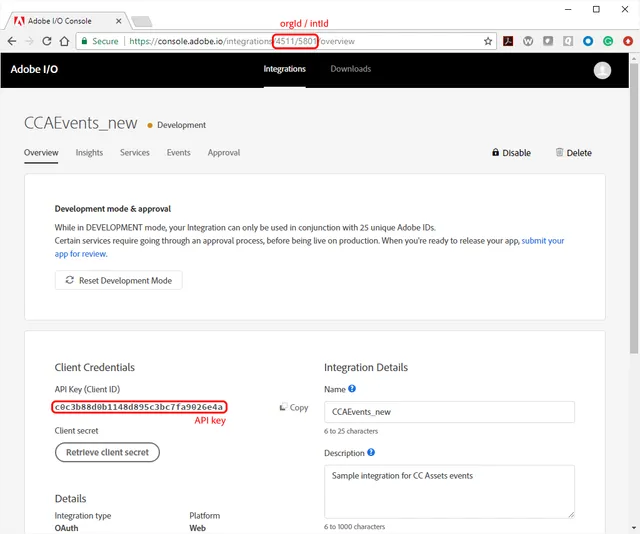 orgId / intId
Adobe I/O Console
Secure https://console.adobe.io/integrations/4511/5801/overview
Adobe I/O Integrations Downloads
CCAEvents_new Development
Overview Insights Services Events Approval Disable Delete
Development mode & approval
While in DEVELOPMENT mode, your Integration can only be used in conjunction with 25 unique Adobe IDs.
Certain services require going through an approval process, before being live on production. When you're ready to release your app, submit your
app for review.
Reset Development Mode
Client Credentials
API Key (Client ID)
c0c3b88d0b1148d895c3bc7fa9026e4a Copy
API key
Client secret
Retrieve client secret
Details
Integration type Platform
OAuth Web
Integration Details
Name
CCAEvents_new
6 to 25 characters
Description
Sample integration for CC Assets events
6 to 1000 characters